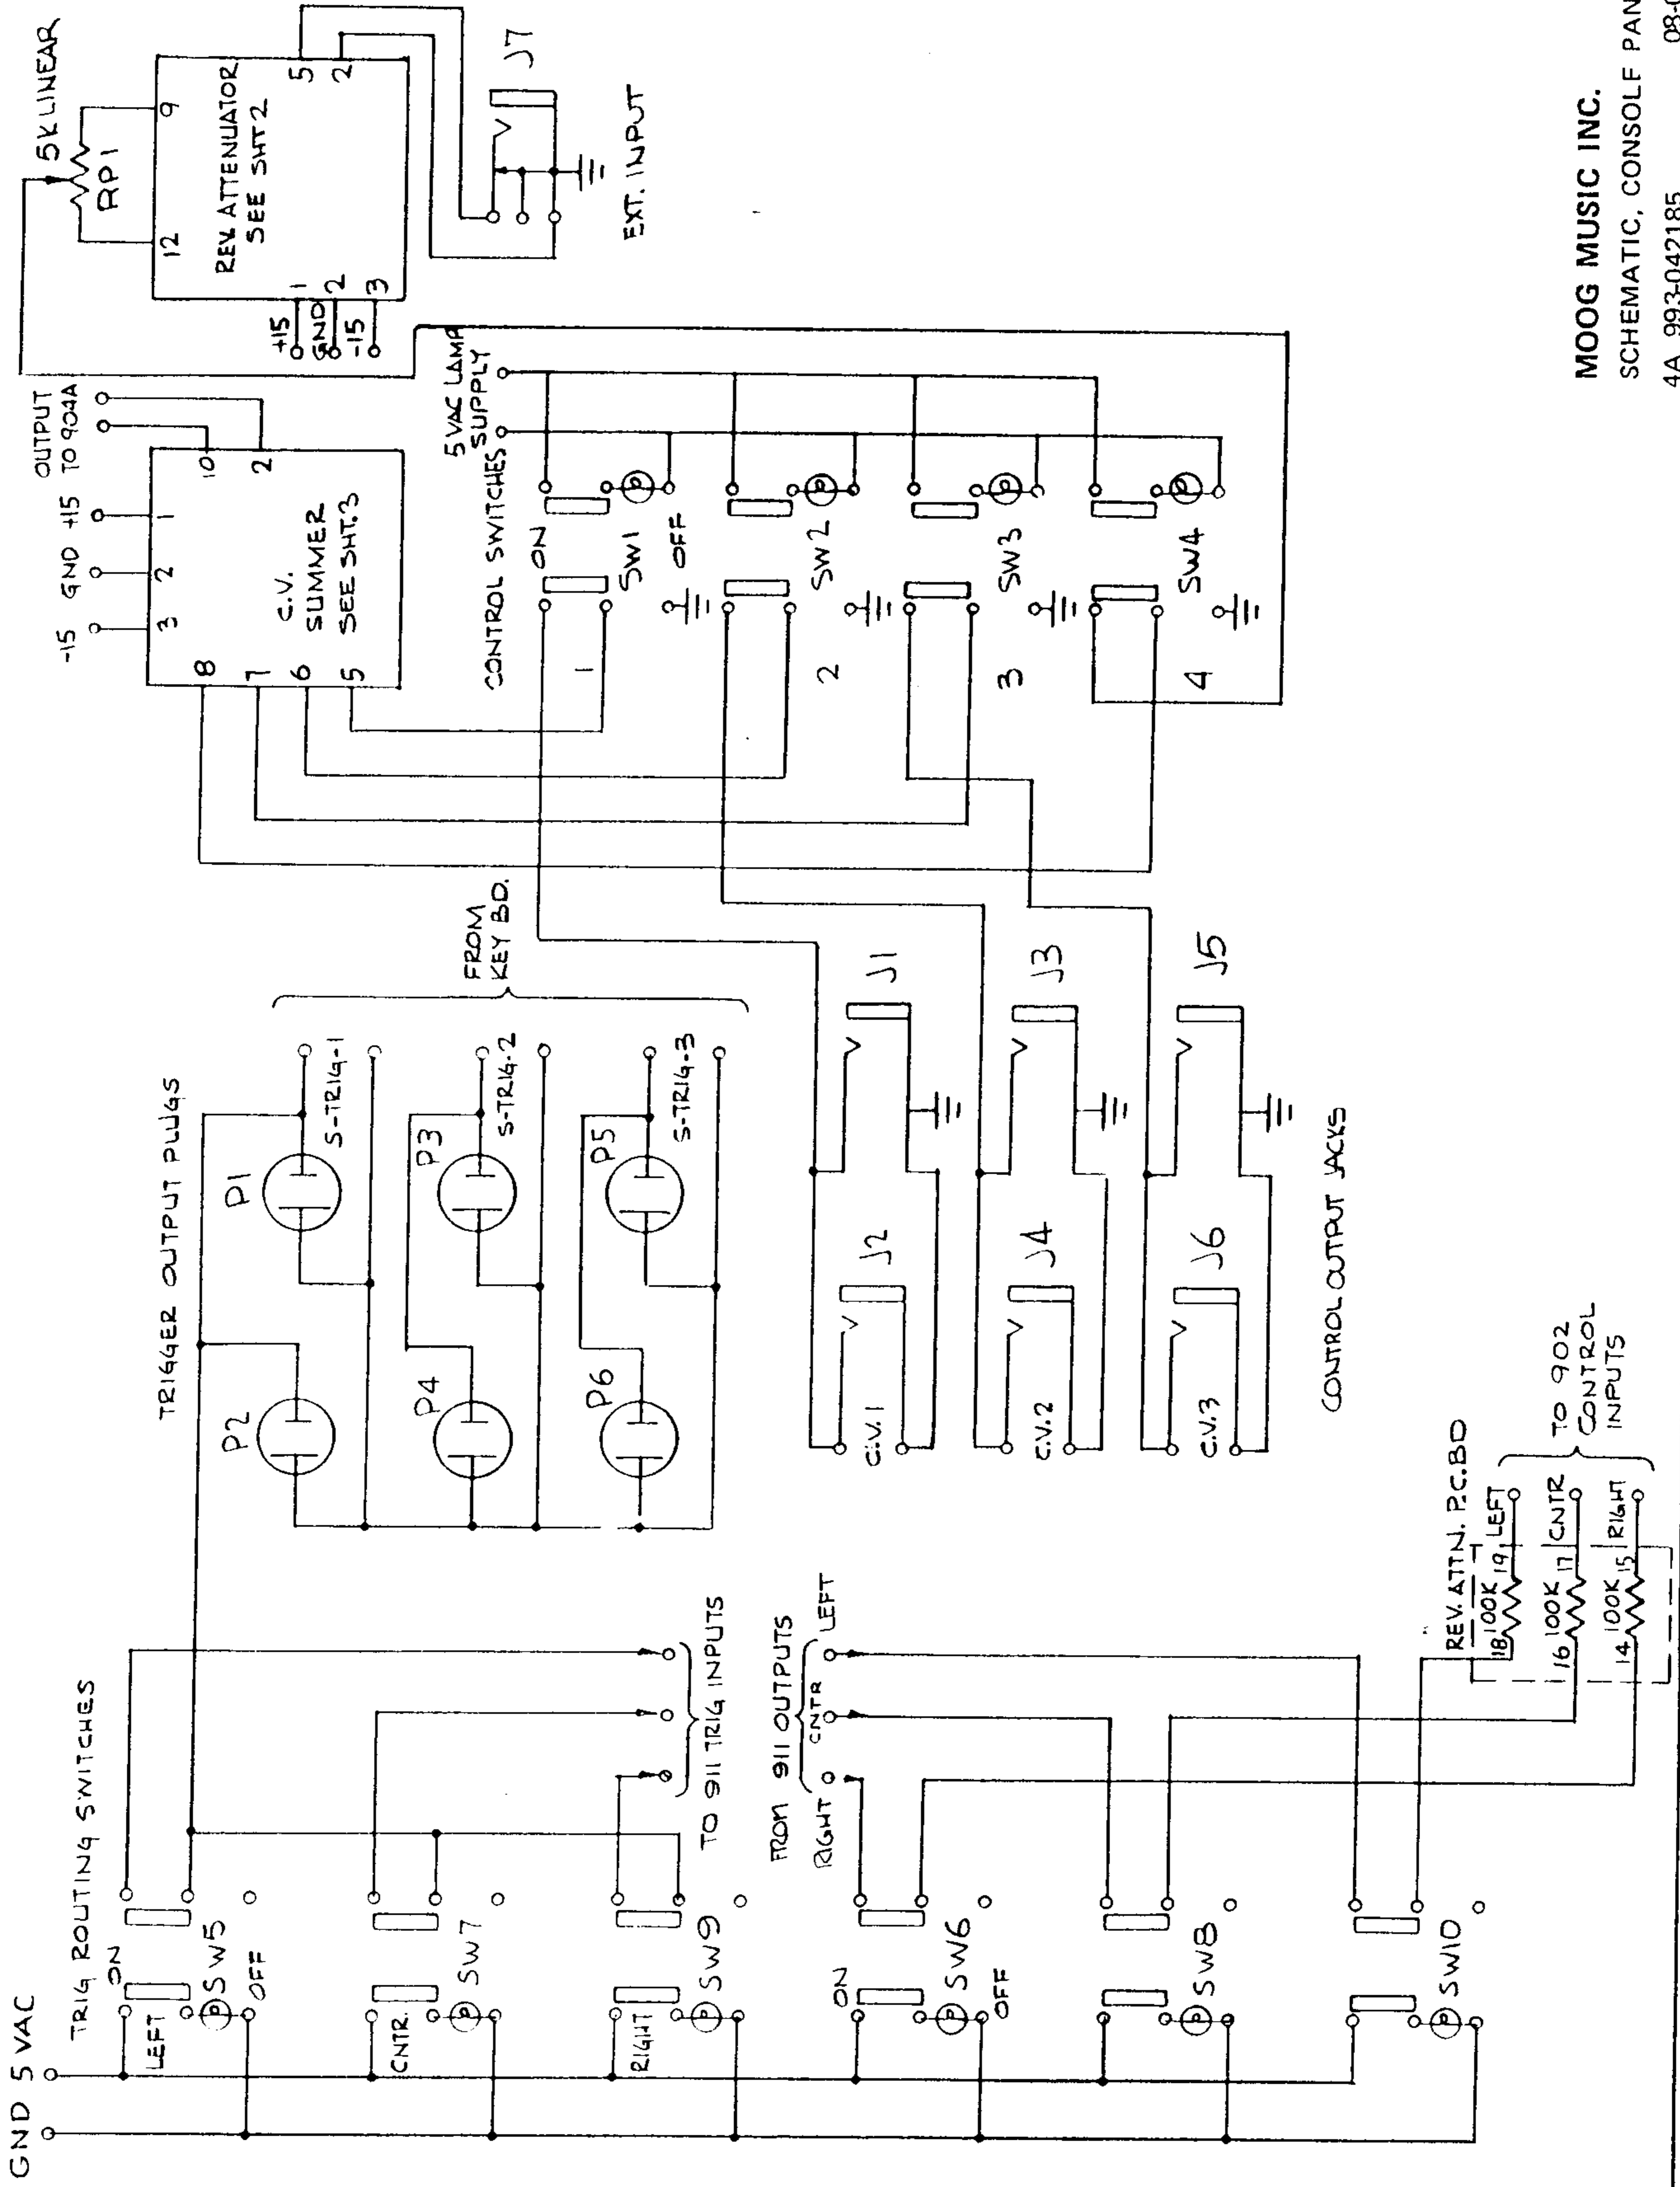 GND 5 VAC
TRIG ROUTING SWITCHES
ON
LEFT
SW5
OFF
CNTR.
SW7
RIGHT
SW9
TO 911 TRIG INPUTS
FROM 911 OUTPUTS
RIGHT
CNTR
LEFT
ON
SW6
OFF
SW8
SW10
REV. ATTN. P.C.BD
18 100K 19 LEFT
16 100K 17 CNTR
14 100K 15 RIGHT
TO 902
CONTROL
INPUTS
TRIGGER OUTPUT PLUGS
P2
P1
S-TRIG-1
P4
P3
S-TRIG-2
P6
P5
S-TRIG-3
FROM
KEY BD.
C.V.1
J2
J1
C.V.2
J4
J3
C.V.3
J6
J5
CONTROL OUTPUT JACKS
-15 GND +15
OUTPUT
TO 904A
3 2 1
10
2
C.V.
SUMMER
SEE SHT.3
8
7
6
5
CONTROL SWITCHES
5VAC LAMP
SUPPLY
ON
1
SW1
OFF
2
SW2
3
SW3
4
SW4
5K LINEAR
RP1
12
9
REV. ATTENUATOR
SEE SHT2
+15 1
GND 2
-15 3
5
2
J7
EXT. INPUT
MOOG MUSIC INC.
SCHEMATIC, CONSOLE PAN
4A 993-042185